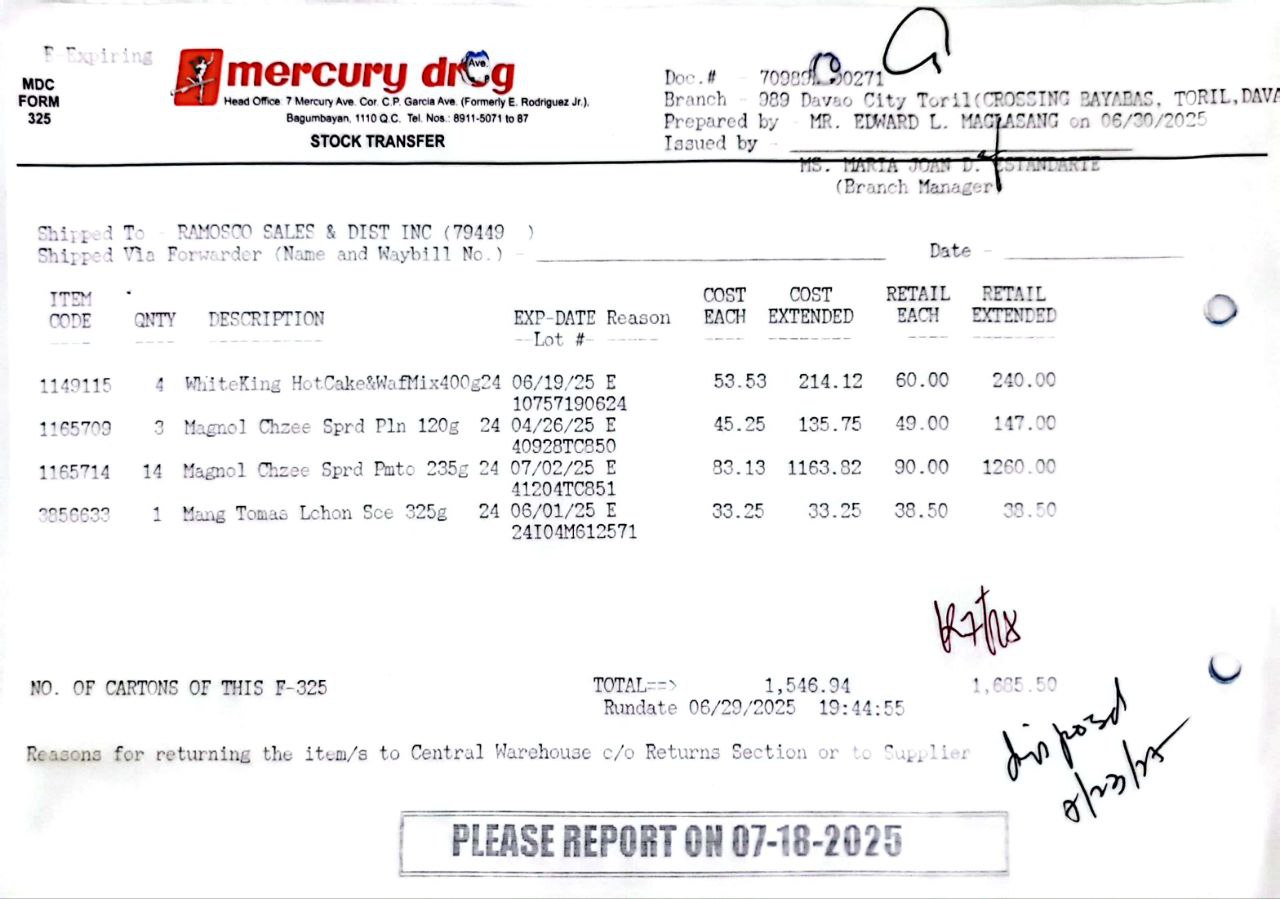 E-Expiring
MDC
FORM
325
mercury drug
Ave.
Head Office: 7 Mercury Ave. Cor. C.P. Garcia Ave. (Formerly E. Rodriguez Jr.),
Bagumbayan, 1110 Q.C. Tel. Nos.: 8911-5071 to 87
STOCK TRANSFER
Doc.# -
Branch - 989 Davao City Toril(CROSSING BAYABAS, TORIL,DAVA
Prepared by - MR. EDWARD L. MAGLASANG on 06/30/2025
Issued by -
MS. MARIA JOAN D. ESTANDARTE
(Branch Manager
Shipped To - RAMOSCO SALES & DIST INC (79449 )
Shipped Via Forwarder (Name and Waybill No.) - Date -
ITEM COST COST RETAIL RETAIL
CODE QNTY DESCRIPTION EXP-DATE Reason EACH EXTENDED EACH EXTENDED
--Lot #-
1149115 4 WhiteKing HotCake&WafMix400g24 06/19/25 E 53.53 214.12 60.00 240.00
10757190624
1165709 3 Magnol Chzee Sprd Pln 120g 24 04/26/25 E 45.25 135.75 49.00 147.00
40928TC850
1165714 14 Magnol Chzee Sprd Pmto 235g 24 07/02/25 E 83.13 1163.82 90.00 1260.00
41204TC851
3856633 1 Mang Tomas Lchon Sce 325g 24 06/01/25 E 33.25 33.25 38.50 38.50
24I04M612571
NO. OF CARTONS OF THIS F-325 TOTAL==> 1,546.94 1,685.50
Rundate 06/29/2025 19:44:55
Reasons for returning the item/s to Central Warehouse c/o Returns Section or to Supplier
disposed
8/23/25
PLEASE REPORT ON 07-18-2025